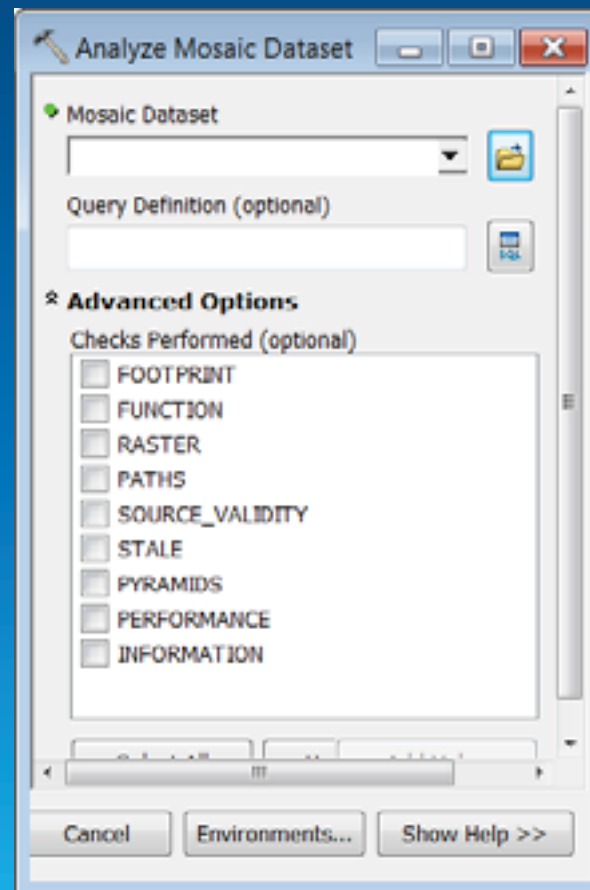 Analyze Mosaic Dataset
Mosaic Dataset
Query Definition (optional)
Advanced Options
Checks Performed (optional)
FOOTPRINT
FUNCTION
RASTER
PATHS
SOURCE_VALIDITY
STALE
PYRAMIDS
PERFORMANCE
INFORMATION
Cancel
Environments...
Show Help >>